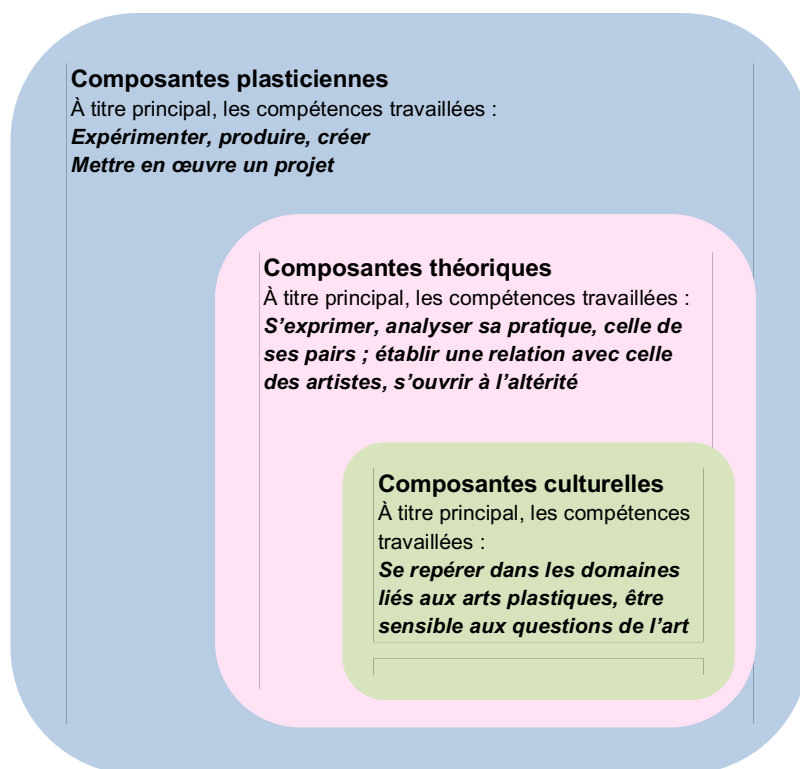 Composantes plasticiennes
À titre principal, les compétences travaillées :
Expérimenter, produire, créer
Mettre en œuvre un projet
Composantes théoriques
À titre principal, les compétences travaillées :
S’exprimer, analyser sa pratique, celle de
ses pairs ; établir une relation avec celle
des artistes, s’ouvrir à l’altérité
Composantes culturelles
À titre principal, les compétences
travaillées :
Se repérer dans les domaines
liés aux arts plastiques, être
sensible aux questions de l’art